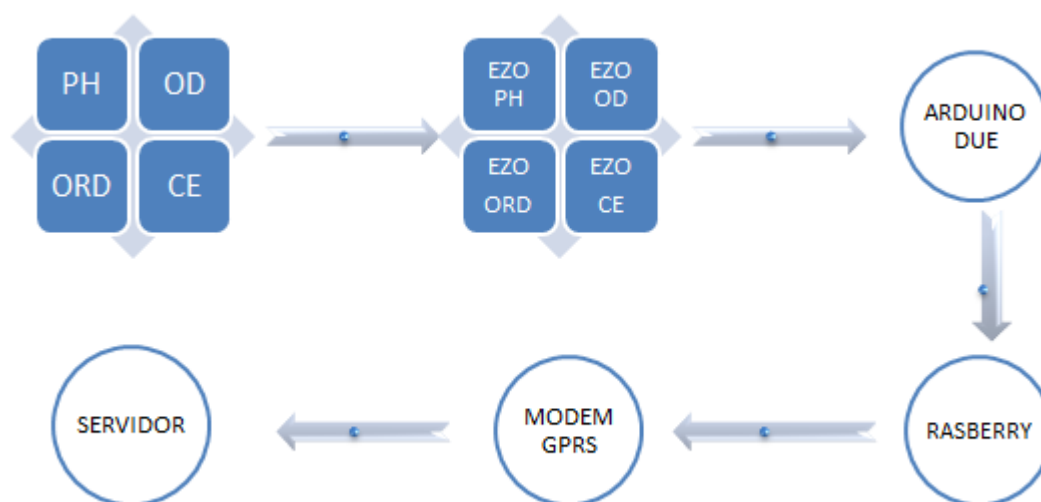 PH
OD
ORD
CE
EZO
PH
EZO
OD
EZO
ORD
EZO
CE
ARDUINO
DUE
SERVIDOR
MODEM
GPRS
RASBERRY